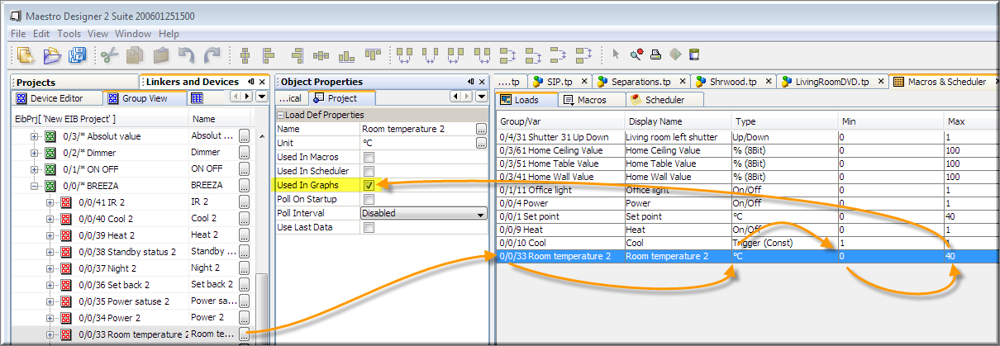 Maestro Designer 2 Suite 200601251500
File Edit Tools View Window Help
Projects
Linkers and Devices
Device Editor
Group View
EibPrj[ 'New EIB Project' ] Name
0/3/* Absolut value Absolut ... ...
0/2/* Dimmer Dimmer ...
0/1/* ON OFF ON OFF ...
0/0/* BREEZA BREEZA ...
0/0/41 IR 2 IR 2 ...
0/0/40 Cool 2 Cool 2 ...
0/0/39 Heat 2 Heat 2 ...
0/0/38 Standby status 2 Standby ... ...
0/0/37 Night 2 Night 2 ...
0/0/36 Set back 2 Set back 2 ...
0/0/35 Power satuse 2 Power sa... ...
0/0/34 Power 2 Power 2 ...
0/0/33 Room temperature 2 Room te... ...
Object Properties
...ical
Project
Load Def Properties
Name Room temperature 2 ...
Unit °C ...
Used In Macros
Used In Scheduler
Used In Graphs
Poll On Startup
Poll Interval Disabled
Use Last Data
....tp
SIP.tp
Separations.tp
Shrwood.tp
LivingRoomDVD.tp
Macros & Scheduler
Loads
Macros
Scheduler
Group/Var Display Name Type Min Max
0/4/31 Shutter 31 Up Down Living room left shutter Up/Down 0 1
0/3/61 Home Ceiling Value Home Ceiling Value % (8Bit) 0 100
0/3/51 Home Table Value Home Table Value % (8Bit) 0 100
0/3/41 Home Wall Value Home Wall Value % (8Bit) 0 100
0/1/11 Office light Office light On/Off 0 1
0/0/4 Power Power On/Off 0 1
0/0/1 Set point Set point °C 0 40
0/0/9 Heat Heat On/Off 0 1
0/0/10 Cool Cool Trigger (Const) 1 1
0/0/33 Room temperature 2 Room temperature 2 °C 0 40